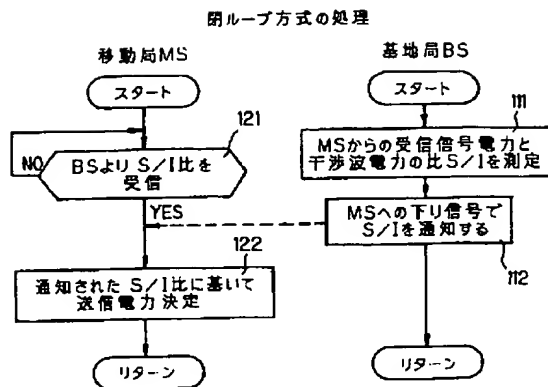 閉ループ方式の処理
移動局MS
スタート
121
BSより S/I比を
受信
NO
YES
122
通知された S/I比に基いて
送信電力決定
リターン
基地局BS
スタート
111
MSからの受信信号電力と
干渉波電力の比S/Iを測定
MSへの下り信号で
S/Iを通知する
112
リターン